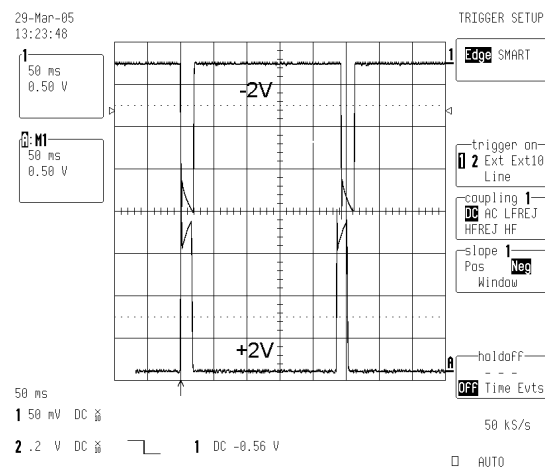 29-Mar-05
13:23:48
1
50 ms
0.50 V
A:M1
50 ms
0.50 V
-2V
+2V
1
A
TRIGGER SETUP
Edge SMART
trigger on
1 2 Ext Ext10
Line
coupling 1
DC AC LFREJ
HFREJ HF
slope 1
Pos Neg
Window
holdoff
- - -
Off Time Evts
50 ms
1 50 mV DC
2 .2 V DC
1 DC -0.56 V
50 kS/s
AUTO